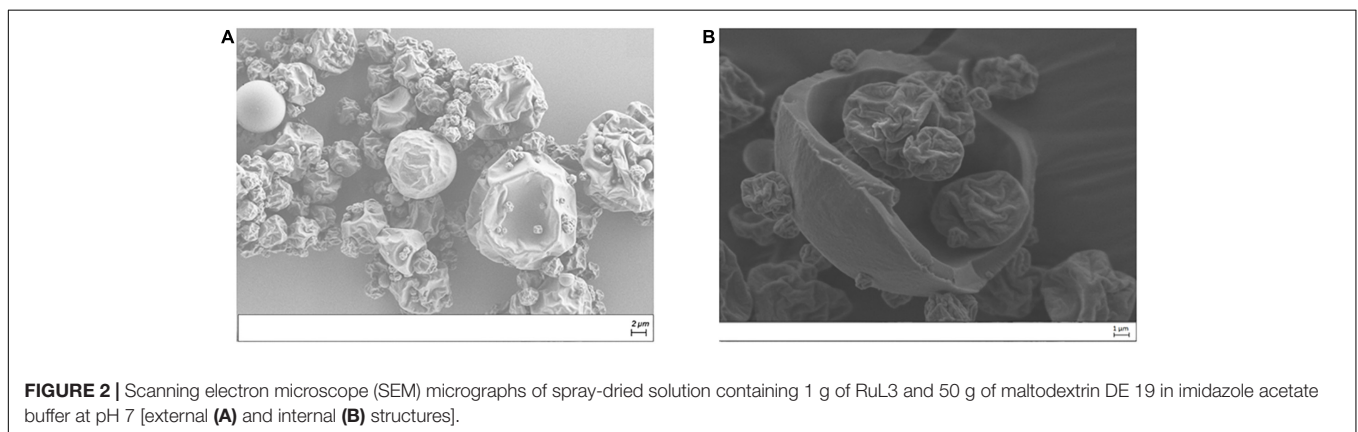 A
B
2 µm
1 µm
FIGURE 2 | Scanning electron microscope (SEM) micrographs of spray-dried solution containing 1 g of RuL3 and 50 g of maltodextrin DE 19 in imidazole acetate
buffer at pH 7 [external (A) and internal (B) structures].